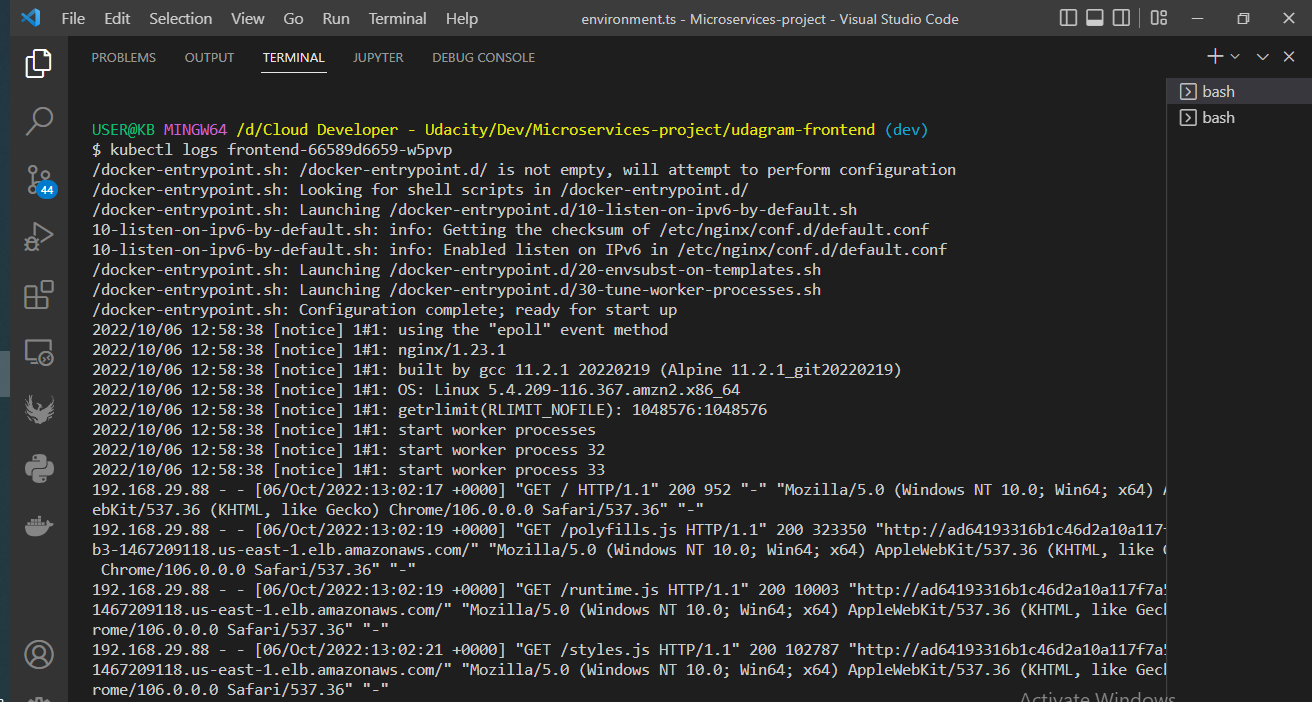 File Edit Selection View Go Run Terminal Help environment.ts - Microservices-project - Visual Studio Code
PROBLEMS OUTPUT TERMINAL JUPYTER DEBUG CONSOLE
bash
bash
44
USER@KB MINGW64 /d/Cloud Developer - Udacity/Dev/Microservices-project/udagram-frontend (dev)
$ kubectl logs frontend-66589d6659-w5pvp
/docker-entrypoint.sh: /docker-entrypoint.d/ is not empty, will attempt to perform configuration
/docker-entrypoint.sh: Looking for shell scripts in /docker-entrypoint.d/
/docker-entrypoint.sh: Launching /docker-entrypoint.d/10-listen-on-ipv6-by-default.sh
10-listen-on-ipv6-by-default.sh: info: Getting the checksum of /etc/nginx/conf.d/default.conf
10-listen-on-ipv6-by-default.sh: info: Enabled listen on IPv6 in /etc/nginx/conf.d/default.conf
/docker-entrypoint.sh: Launching /docker-entrypoint.d/20-envsubst-on-templates.sh
/docker-entrypoint.sh: Launching /docker-entrypoint.d/30-tune-worker-processes.sh
/docker-entrypoint.sh: Configuration complete; ready for start up
2022/10/06 12:58:38 [notice] 1#1: using the "epoll" event method
2022/10/06 12:58:38 [notice] 1#1: nginx/1.23.1
2022/10/06 12:58:38 [notice] 1#1: built by gcc 11.2.1 20220219 (Alpine 11.2.1_git20220219)
2022/10/06 12:58:38 [notice] 1#1: OS: Linux 5.4.209-116.367.amzn2.x86_64
2022/10/06 12:58:38 [notice] 1#1: getrlimit(RLIMIT_NOFILE): 1048576:1048576
2022/10/06 12:58:38 [notice] 1#1: start worker processes
2022/10/06 12:58:38 [notice] 1#1: start worker process 32
2022/10/06 12:58:38 [notice] 1#1: start worker process 33
192.168.29.88 - - [06/Oct/2022:13:02:17 +0000] "GET / HTTP/1.1" 200 952 "-" "Mozilla/5.0 (Windows NT 10.0; Win64; x64)
ebKit/537.36 (KHTML, like Gecko) Chrome/106.0.0.0 Safari/537.36" "-"
192.168.29.88 - - [06/Oct/2022:13:02:19 +0000] "GET /polyfills.js HTTP/1.1" 200 323350 "http://ad64193316b1c46d2a10a117
b3-1467209118.us-east-1.elb.amazonaws.com/" "Mozilla/5.0 (Windows NT 10.0; Win64; x64) AppleWebKit/537.36 (KHTML, like
Chrome/106.0.0.0 Safari/537.36" "-"
192.168.29.88 - - [06/Oct/2022:13:02:19 +0000] "GET /runtime.js HTTP/1.1" 200 10003 "http://ad64193316b1c46d2a10a117f7a
1467209118.us-east-1.elb.amazonaws.com/" "Mozilla/5.0 (Windows NT 10.0; Win64; x64) AppleWebKit/537.36 (KHTML, like Gec
rome/106.0.0.0 Safari/537.36" "-"
192.168.29.88 - - [06/Oct/2022:13:02:21 +0000] "GET /styles.js HTTP/1.1" 200 102787 "http://ad64193316b1c46d2a10a117f7a
1467209118.us-east-1.elb.amazonaws.com/" "Mozilla/5.0 (Windows NT 10.0; Win64; x64) AppleWebKit/537.36 (KHTML, like Gec
rome/106.0.0.0 Safari/537.36" "-"
Activate Windows